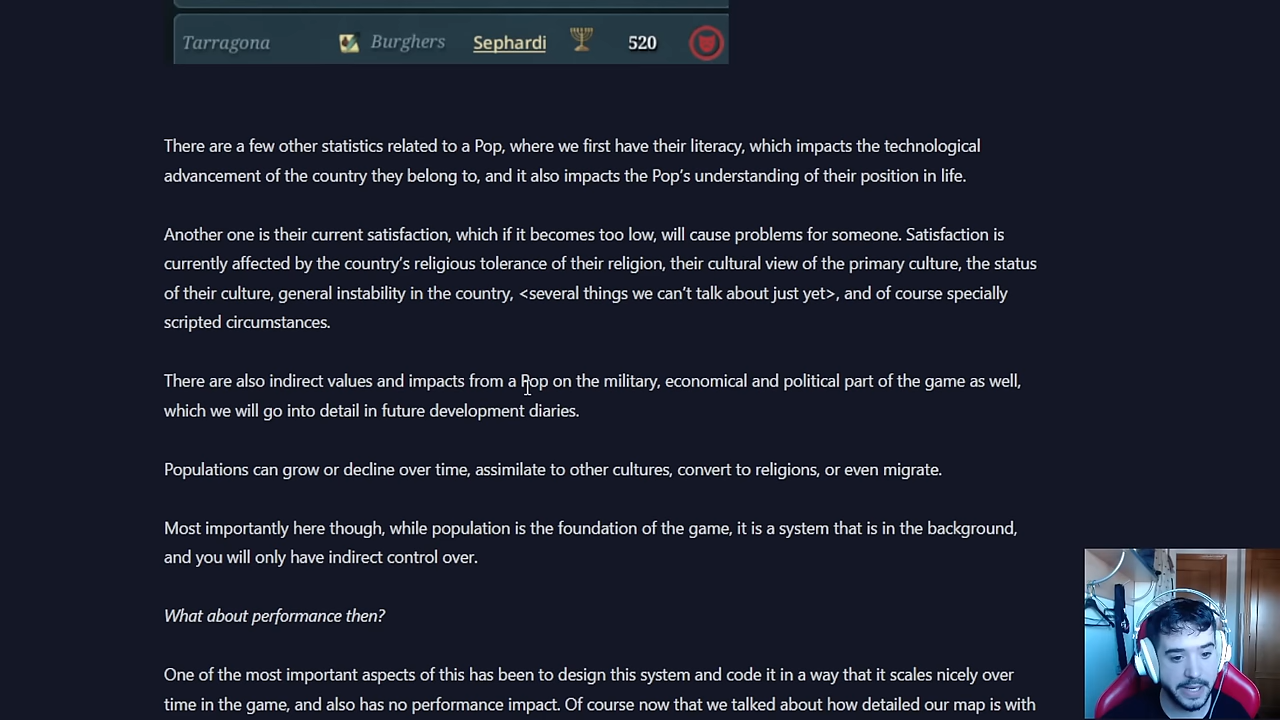 Tarragona Burghers Sephardi 520
There are a few other statistics related to a Pop, where we first have their literacy, which impacts the technological
advancement of the country they belong to, and it also impacts the Pop’s understanding of their position in life.
Another one is their current satisfaction, which if it becomes too low, will cause problems for someone. Satisfaction is
currently affected by the country’s religious tolerance of their religion, their cultural view of the primary culture, the status
of their culture, general instability in the country, <several things we can’t talk about just yet>, and of course specially
scripted circumstances.
There are also indirect values and impacts from a Pop on the military, economical and political part of the game as well,
which we will go into detail in future development diaries.
Populations can grow or decline over time, assimilate to other cultures, convert to religions, or even migrate.
Most importantly here though, while population is the foundation of the game, it is a system that is in the background,
and you will only have indirect control over.
What about performance then?
One of the most important aspects of this has been to design this system and code it in a way that it scales nicely over
time in the game, and also has no performance impact. Of course now that we talked about how detailed our map is with